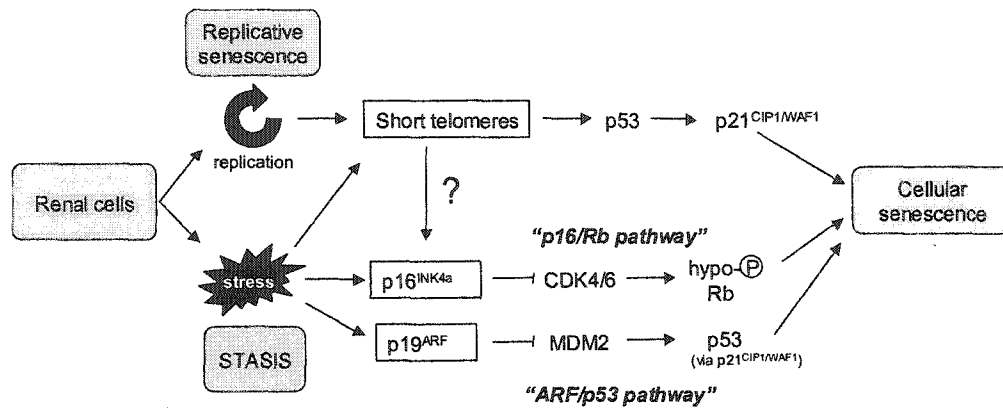 Replicative
senescence
replication
Short telomeres
p53
p21CIP1/WAF1
Renal cells
?
Cellular
senescence
"p16/Rb pathway"
stress
p16INK4a
CDK4/6
hypo-Ⓟ
Rb
p19ARF
MDM2
p53
(via p21CIP1/WAF1)
STASIS
"ARF/p53 pathway"